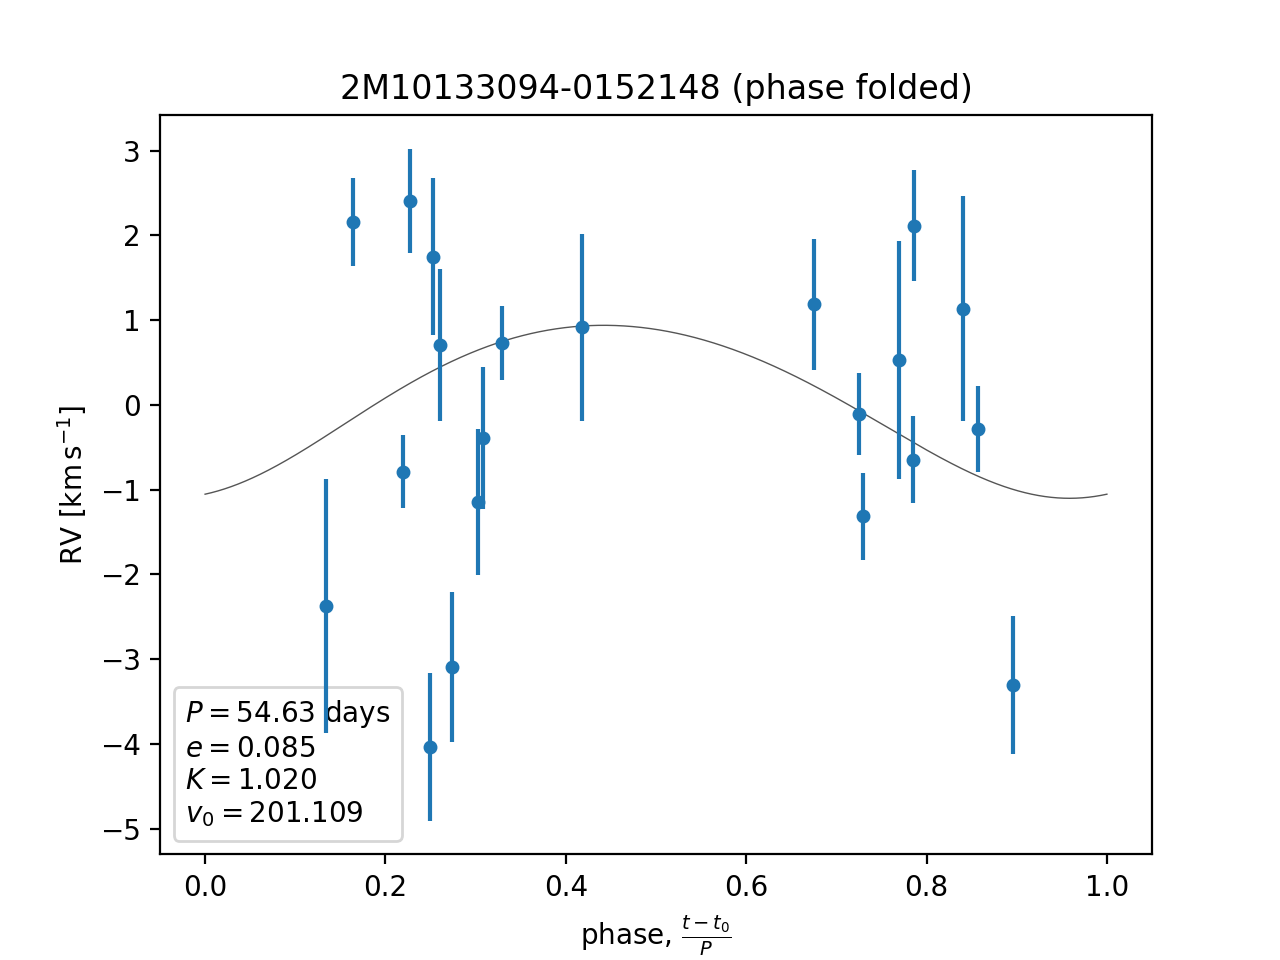 2M10133094-0152148 (phase folded)
RV [km s⁻¹]
3
2
1
0
−1
−2
−3
−4
−5
P = 54.63 days
e = 0.085
K = 1.020
v₀ = 201.109
0.0 0.2 0.4 0.6 0.8 1.0
phase, (t − t₀)/P